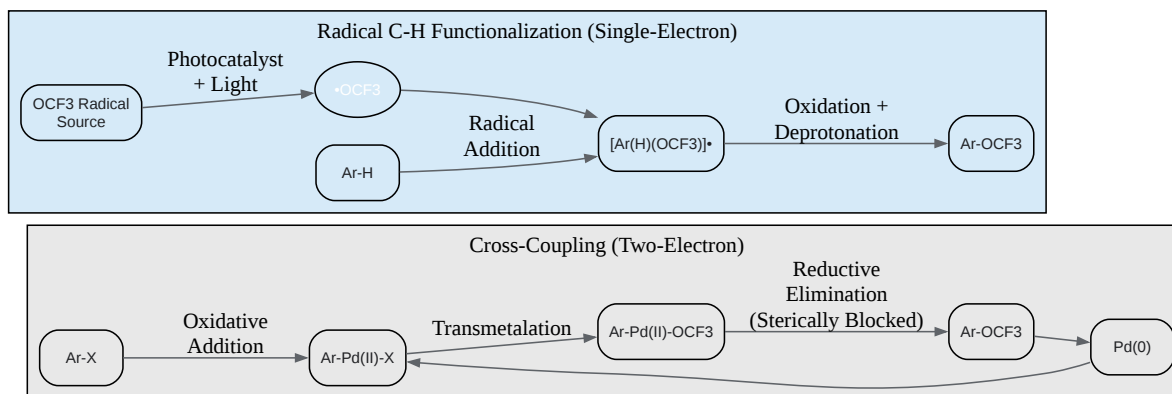 Radical C-H Functionalization (Single-Electron)
Photocatalyst
+ Light
OCF3 Radical
Source
•OCF3
Radical
Addition
Ar-H
[Ar(H)(OCF3)]•
Oxidation +
Deprotonation
Ar-OCF3
Cross-Coupling (Two-Electron)
Ar-X
Oxidative
Addition
Ar-Pd(II)-X
Transmetalation
Ar-Pd(II)-OCF3
Reductive
Elimination
(Sterically Blocked)
Ar-OCF3
Pd(0)